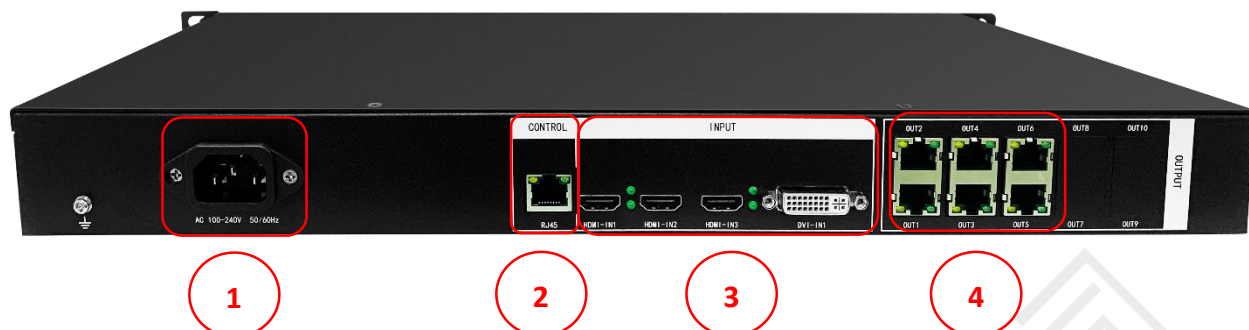 CONTROL
INPUT
OUT2
OUT4
OUT6
OUT8
OUT10
OUTPUT
AC 100-240V 50/60Hz
RJ45
HDMI-IN1
HDMI-IN2
HDMI-IN3
DVI-IN1
OUT1
OUT3
OUT5
OUT7
OUT9
1
2
3
4